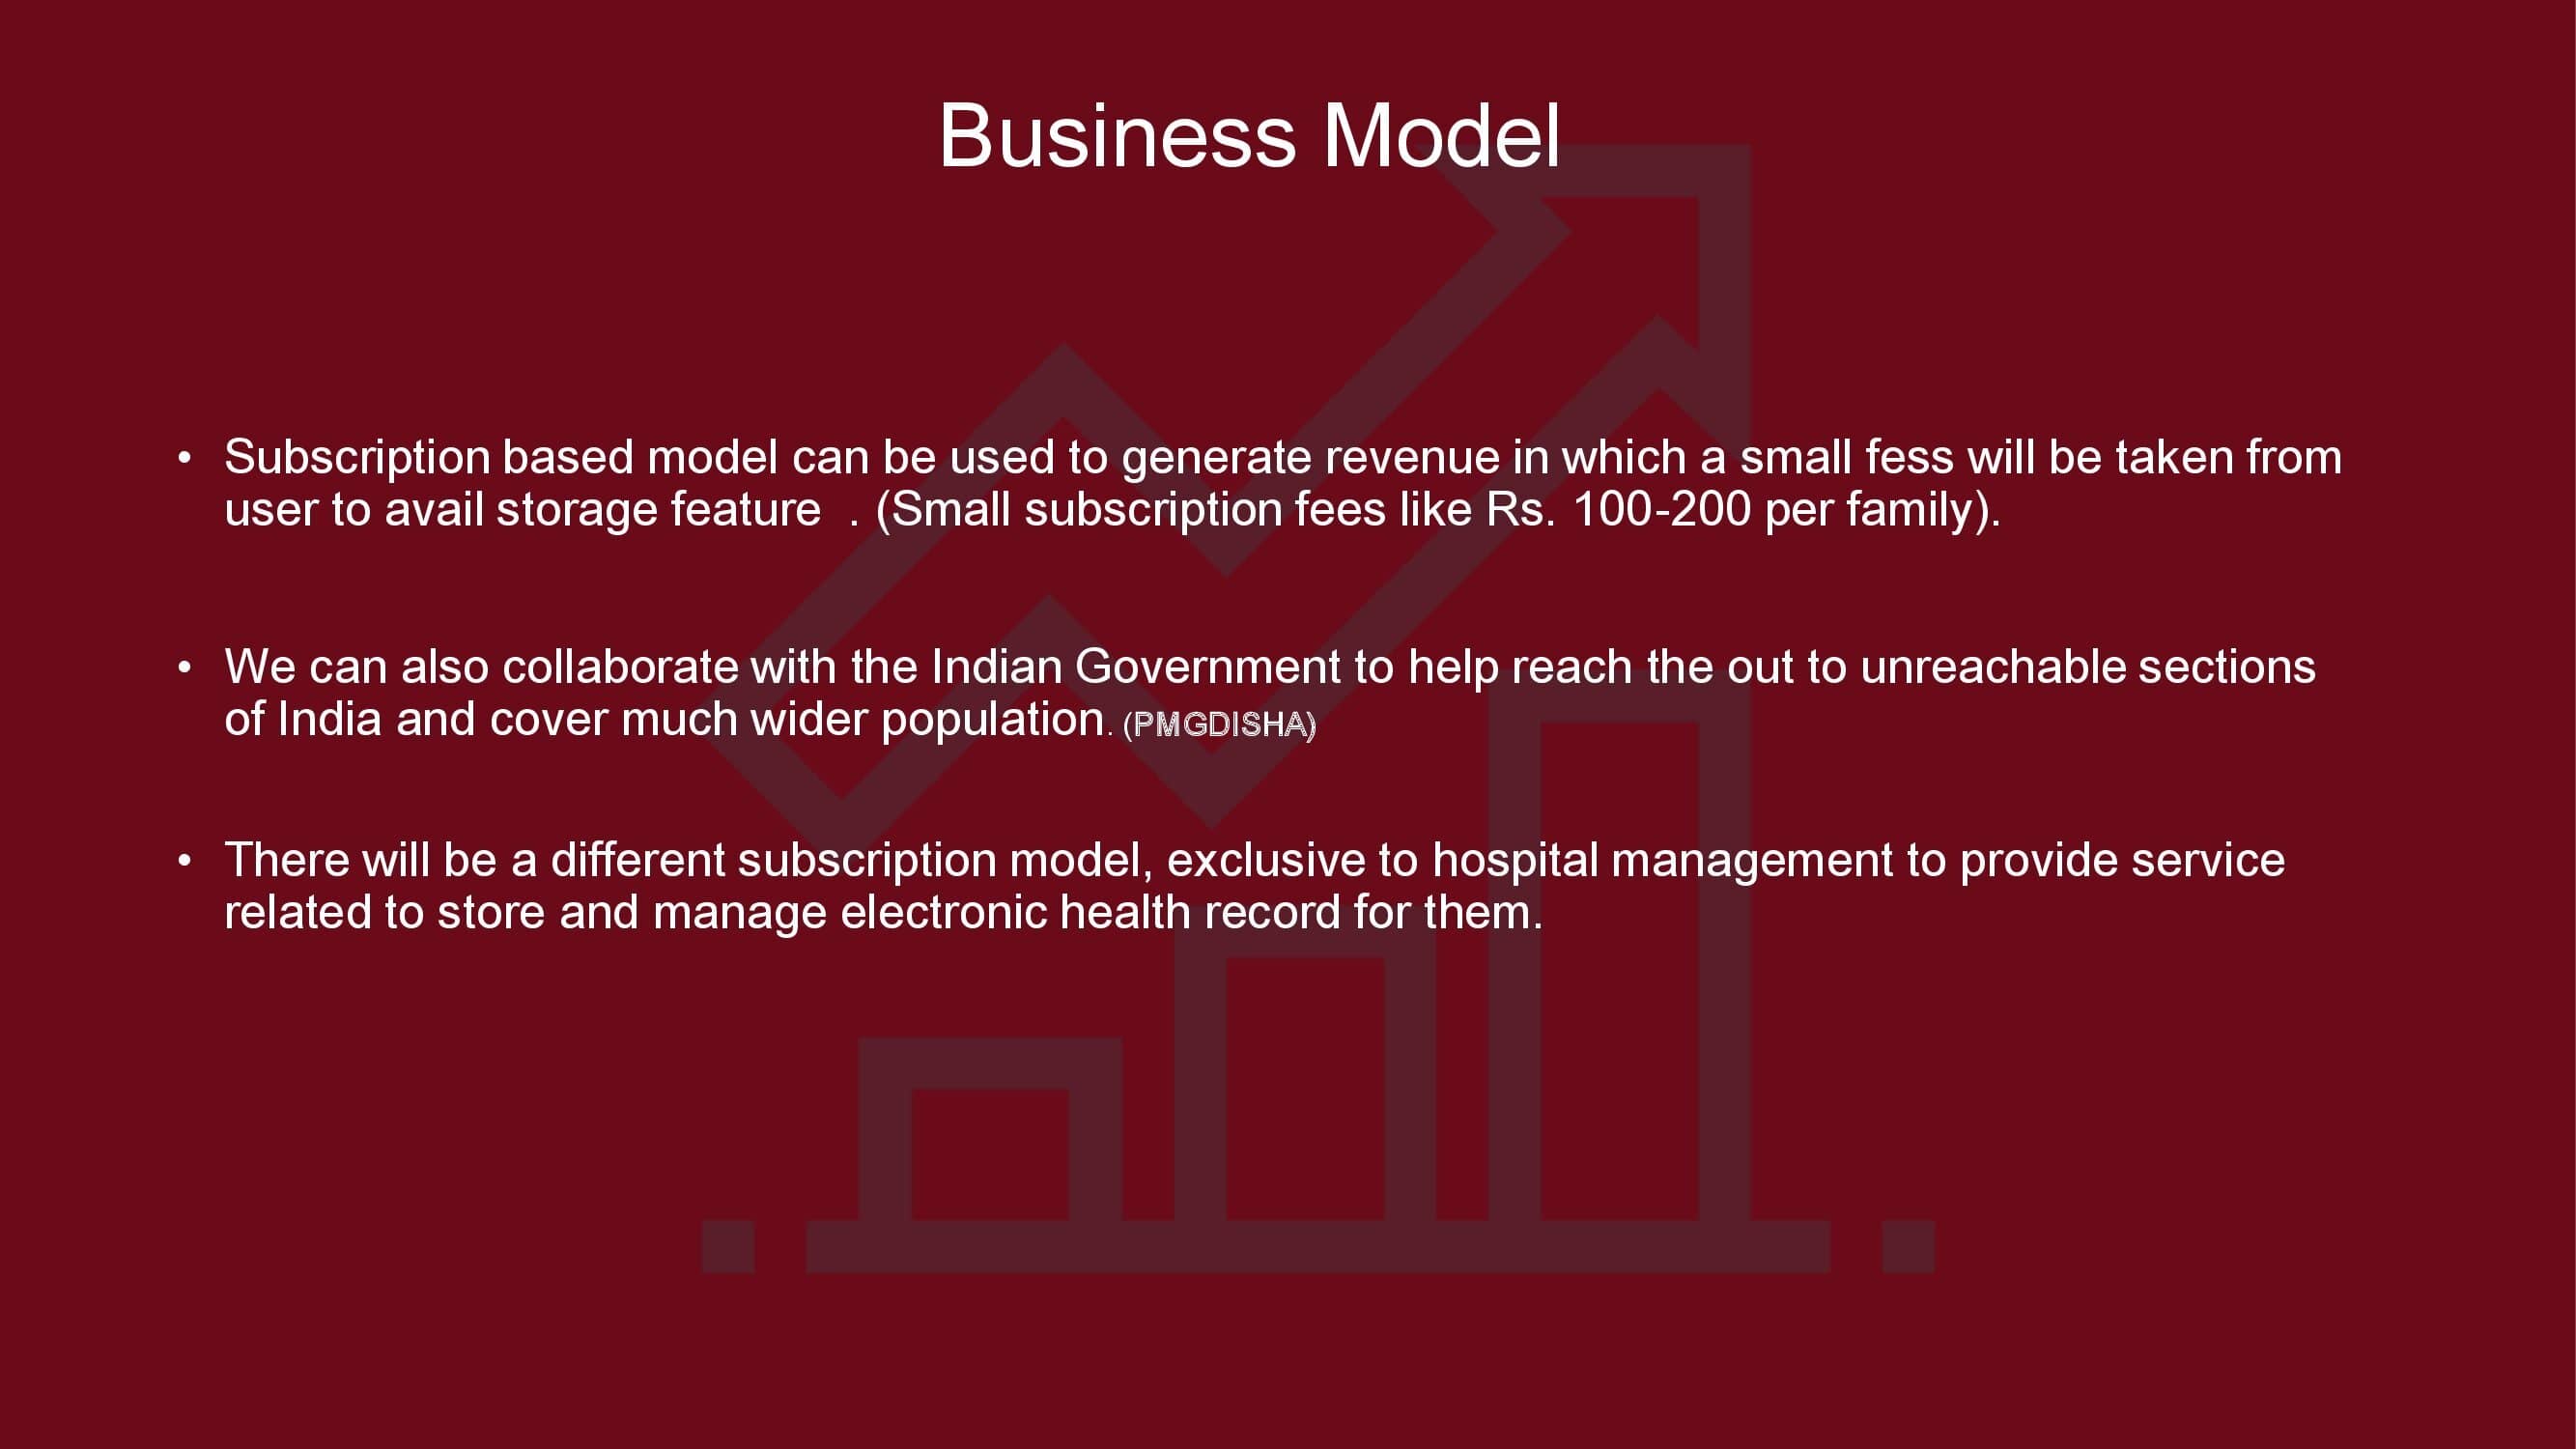 Business Model
• Subscription based model can be used to generate revenue in which a small fess will be taken from
user to avail storage feature  . (Small subscription fees like Rs. 100-200 per family).
• We can also collaborate with the Indian Government to help reach the out to unreachable sections
of India and cover much wider population. (PMGDISHA)
• There will be a different subscription model, exclusive to hospital management to provide service
related to store and manage electronic health record for them.